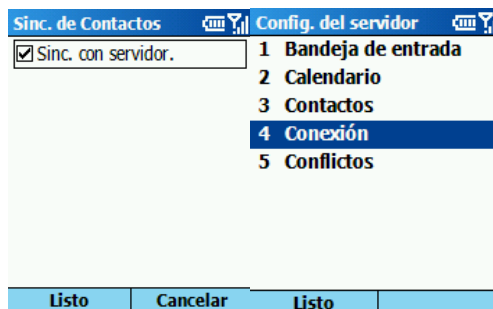 Sinc. de Contactos
Sinc. con servidor.
Listo Cancelar
Config. del servidor
1 Bandeja de entrada
2 Calendario
3 Contactos
4 Conexión
5 Conflictos
Listo